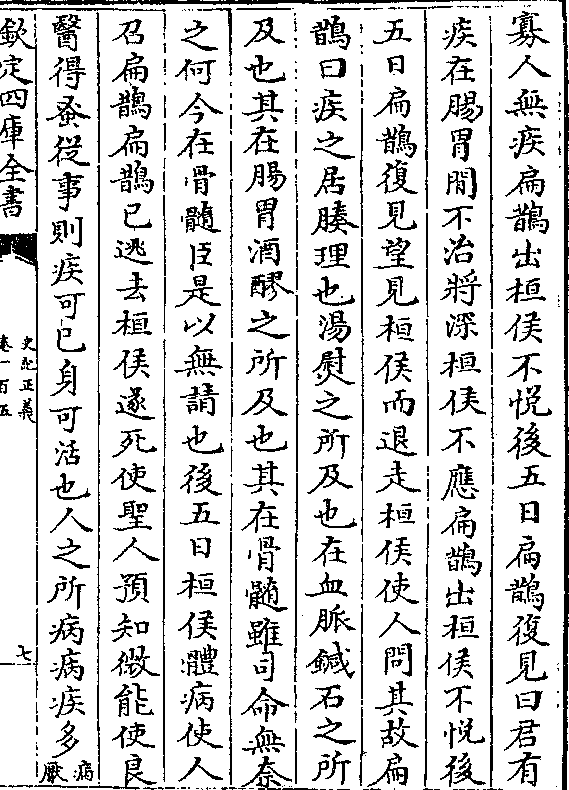 寡人無疾扁鵲出桓侯不悅後五日扁鵲復見曰君有
疾在腸胃間不治將深桓侯不應扁鵲出桓侯不悅後
五日扁鵲復見望見桓侯而退走桓侯使人問其故扁
鵲曰疾之居腠理也湯熨之所及也在血脈鍼石之所
及也其在腸胃酒醪之所及也其在骨髓雖司命無奈
之何今在骨髓臣是以無請也後五日桓侯體病使人
召扁鵲扁鵲已逃去桓侯遂死使聖人預知微能使良
醫得蚤從事則疾可已身可活也人之所病病疾多病厭
欽定四庫全書
史記正義
卷一百五
七